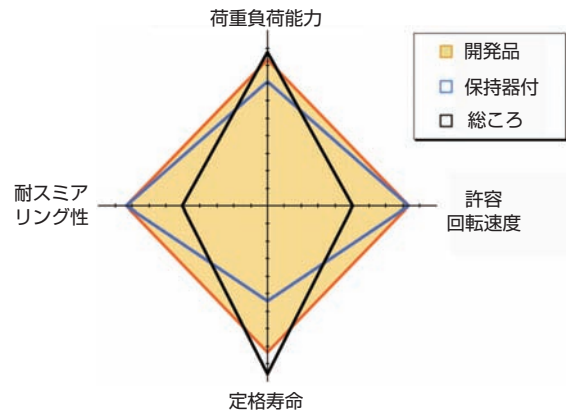 荷重負荷能力
開発品
保持器付
総ころ
耐スミア
リング性
許容
回転速度
定格寿命